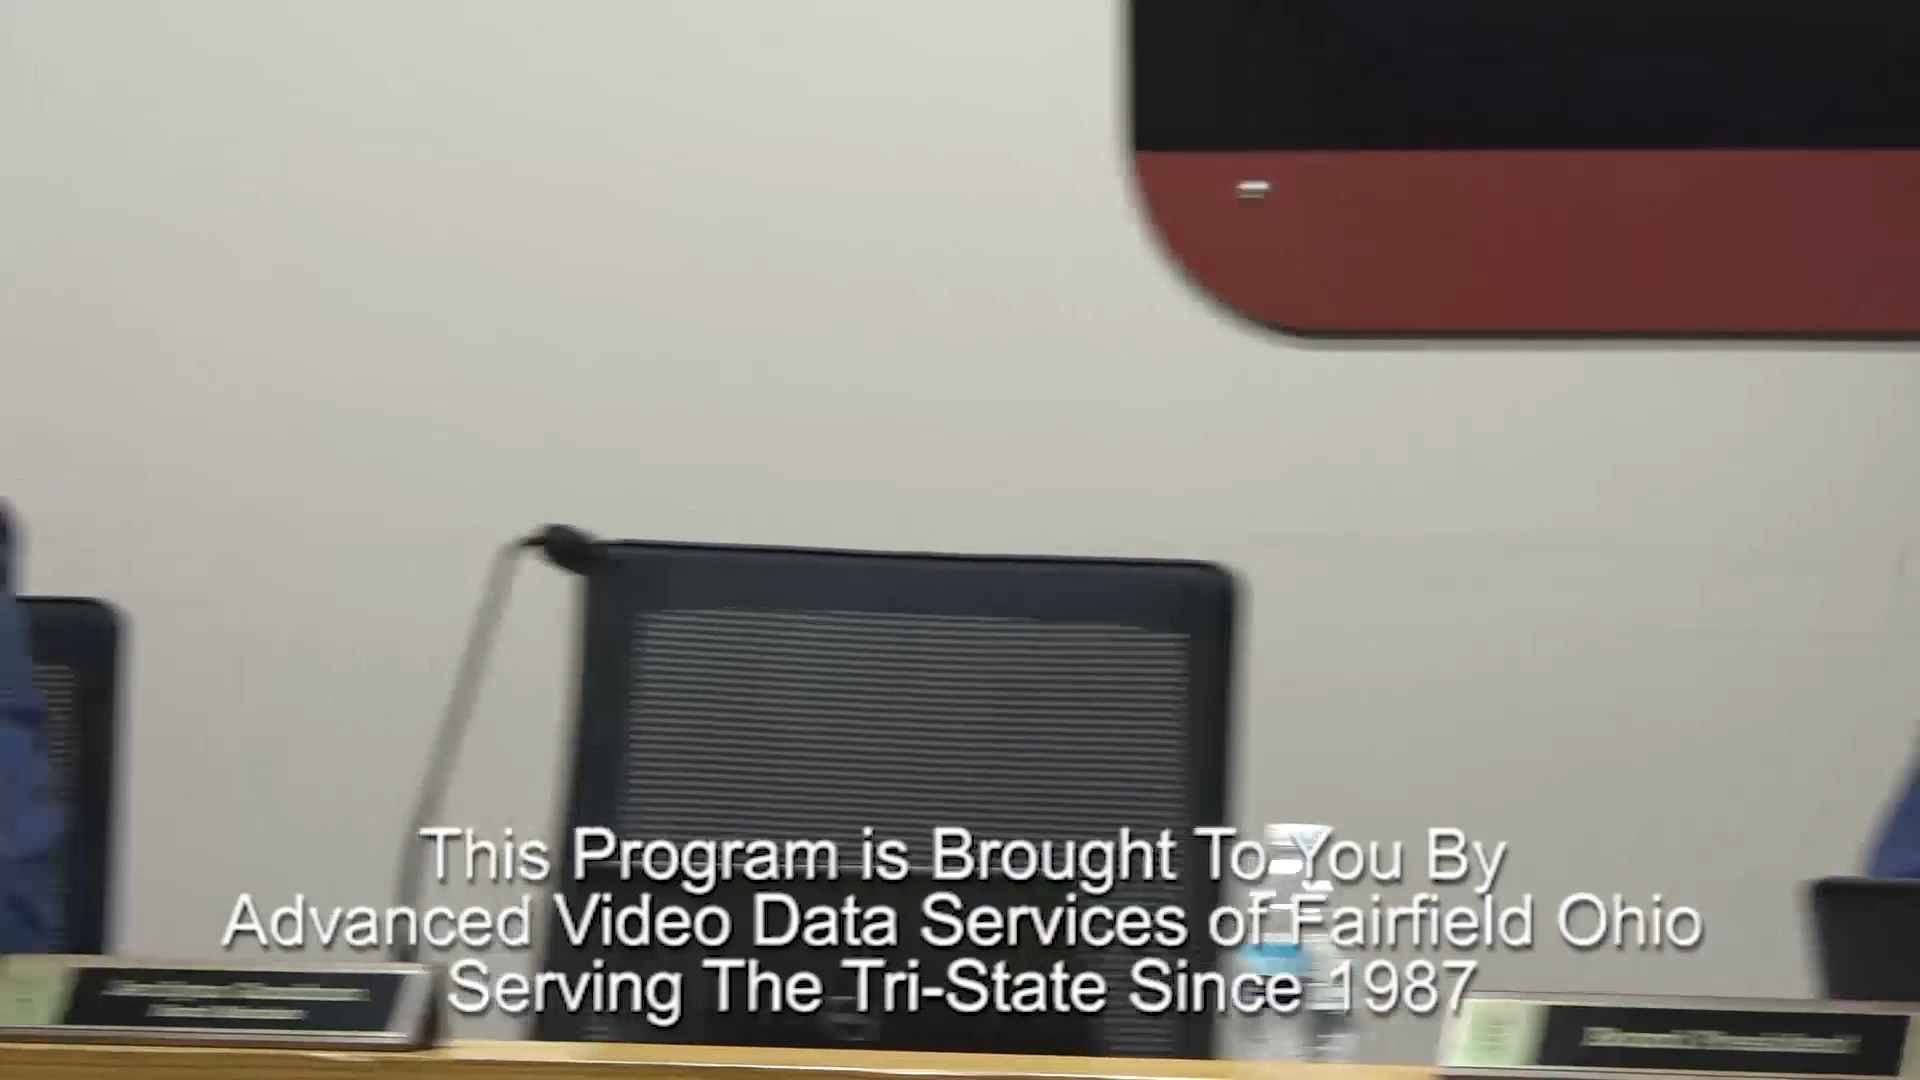 This Program is Brought To You By
Advanced Video Data Services of Fairfield Ohio
Serving The Tri-State Since 1987